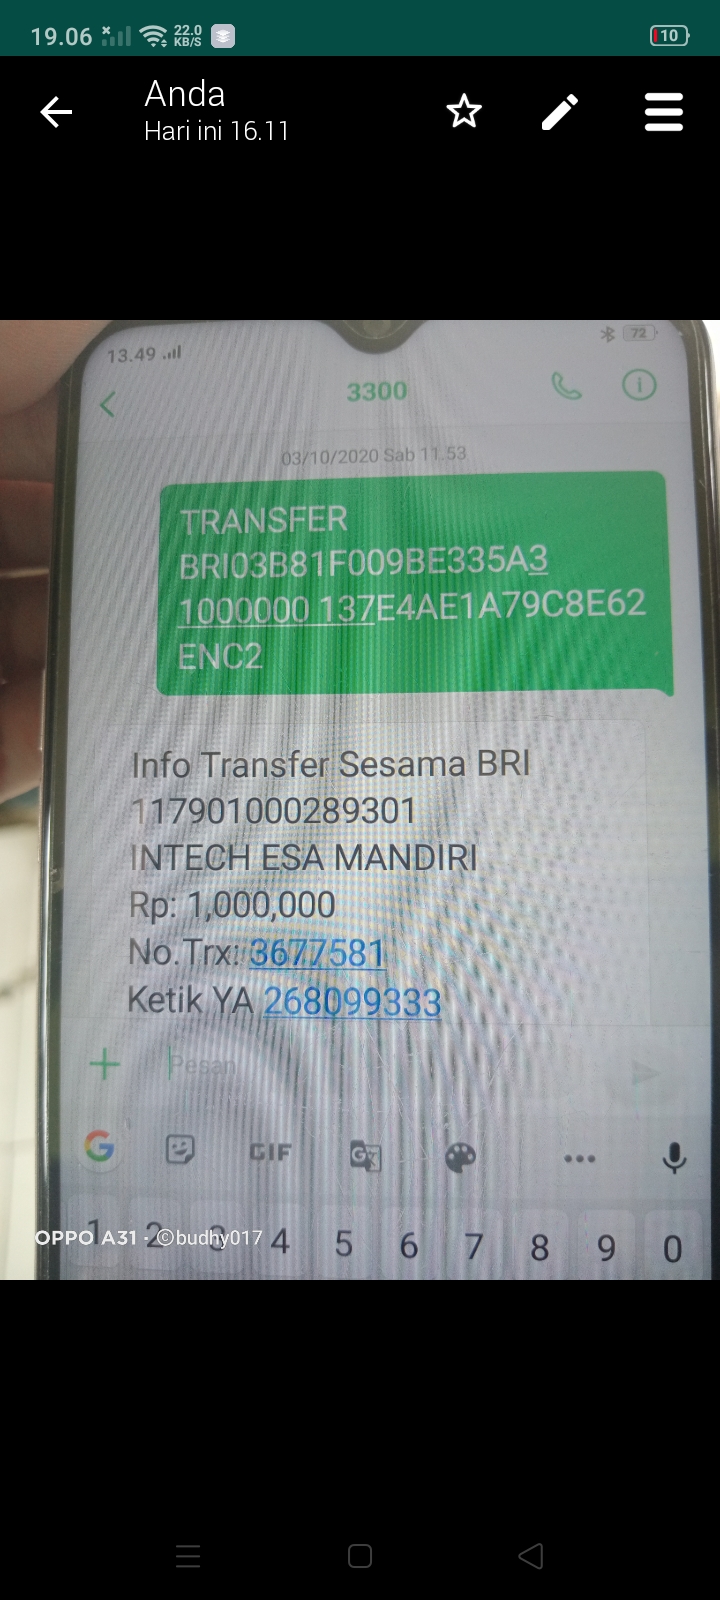 19.06
22.0
KB/S
10
Anda
Hari ini 16.11
13.49
72
3300
03/10/2020 Sab 11.53
TRANSFER
BRI03B81F009BE335A3
1000000 137E4AE1A79C8E62
ENC2
Info Transfer Sesama BRI
117901000289301
INTECH ESA MANDIRI
Rp: 1,000,000
No.Trx: 3677581
Ketik YA 268099333
Pesan
G
GIF
1 2 3 4 5 6 7 8 9 0
OPPO A31 · ©budhy017